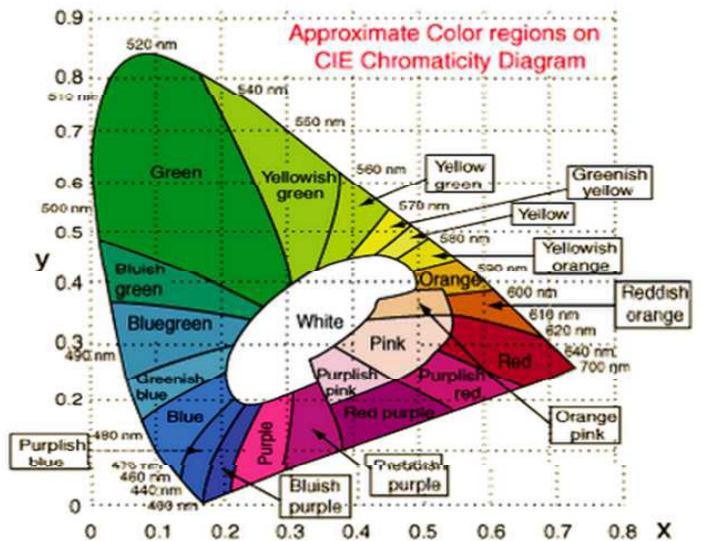 Approximate Color regions on
CIE Chromaticity Diagram
0.9
0.8
0.7
0.6
0.5
0.4
0.3
0.2
0
y
0
0.1
0.2
0.3
0.4
0.5
0.6
0.7
0.8
x
520 nm
540 nm
550 nm
560 nm
570 nm
580 nm
590 nm
600 nm
610 nm
620 nm
640 nm
700 nm
510 nm
500 nm
490 nm
480 nm
470 nm
460 nm
440 nm
Green
Yellowish
green
Yellow
green
Greenish
yellow
Yellow
Yellowish
orange
Orange
Reddish
orange
Bluish
green
Bluegreen
Greenish
blue
Blue
Purplish
blue
Bluish
purple
Purple
Reddish
purple
Red purple
Purplish
pink
Purplish
red
Red
Pink
Orange
pink
White